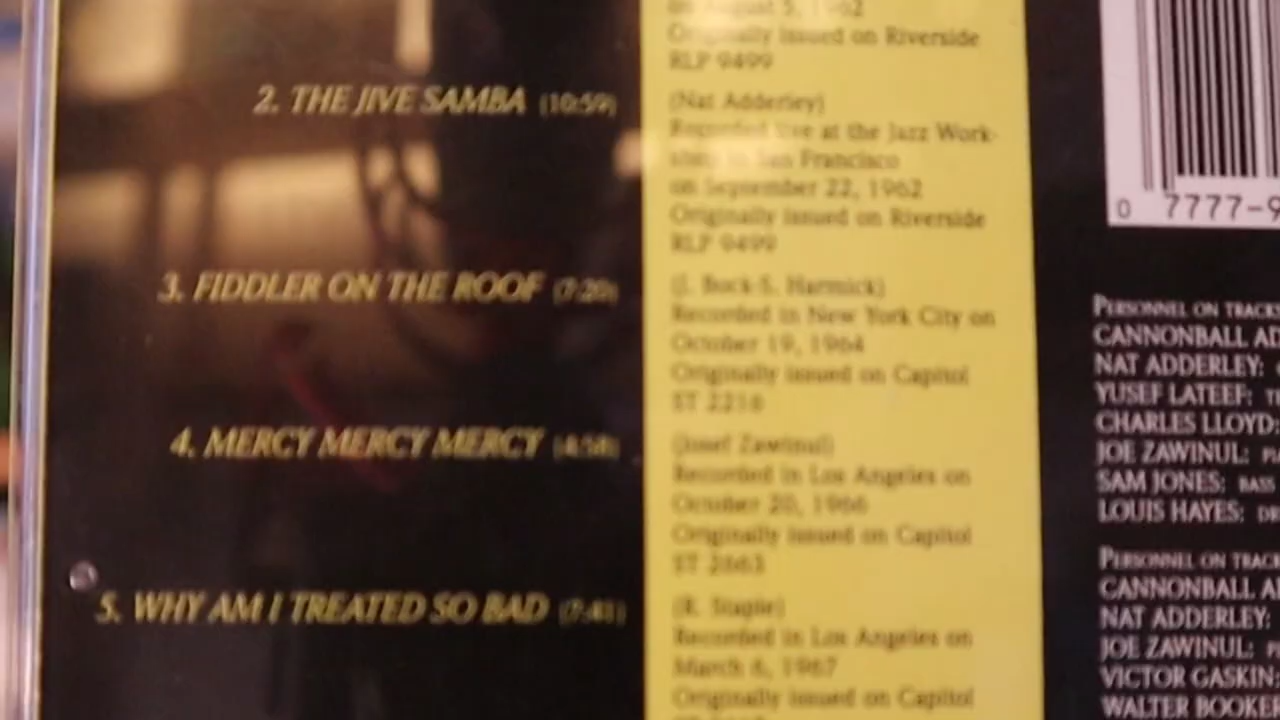 2. THE JIVE SAMBA (10:59)
3. FIDDLER ON THE ROOF (7:20)
4. MERCY MERCY MERCY (4:58)
5. WHY AM I TREATED SO BAD (7:41)
on August 5, 1962
Originally issued on Riverside
RLP 9499
(Nat Adderley)
Recorded live at the Jazz Work-
shop in San Francisco
on September 22, 1962
Originally issued on Riverside
RLP 9499
(J. Bock-S. Harnick)
Recorded in New York City on
October 19, 1964
Originally issued on Capitol
ST 2216
(Josef Zawinul)
Recorded in Los Angeles on
October 20, 1966
Originally issued on Capitol
ST 2663
(R. Staple)
Recorded in Los Angeles on
March 6, 1967
Originally issued on Capitol
0 7777-9
PERSONNEL ON TRACKS
CANNONBALL AD
NAT ADDERLEY:
YUSEF LATEEF: TE
CHARLES LLOYD:
JOE ZAWINUL: PIA
SAM JONES: BASS
LOUIS HAYES: DR
PERSONNEL ON TRACK
CANNONBALL A
NAT ADDERLEY:
JOE ZAWINUL: PI
VICTOR GASKIN:
WALTER BOOKER